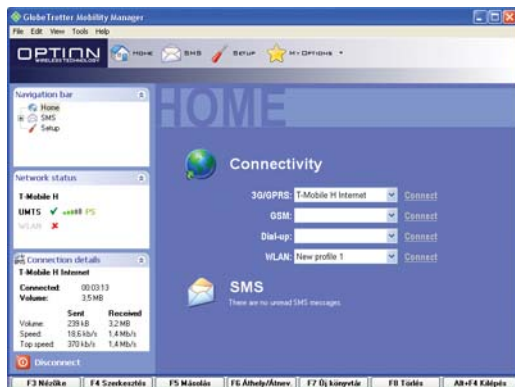 GlobeTrotter Mobility Manager
File Edit View Tools Help
OPTION
WIRELESS TECHNOLOGY
HOME SMS SETUP MY OPTIONS
Navigation bar
Home
SMS
Setup
Network status
T-Mobile H
UMTS PS
WLAN
Connection details
T-Mobile H Internet
Connected 00:03:13
Volume: 3,5 MB
Sent Received
Volume: 239 kB 3,2 MB
Speed: 18,6 kb/s 1,4 Mb/s
Top speed 370 kb/s 1,4 Mb/s
Disconnect
HOME
Connectivity
3G/GPRS: T-Mobile H Internet Connect
GSM: Connect
Dial-up: Connect
WLAN: New profile 1 Connect
SMS
There are no unread SMS messages
F3 Nézőke F4 Szerkesztés F5 Másolás F6 Áthelp/Átnev. F7 Új könyvtár F8 Törlés Alt+F4 Kilépés